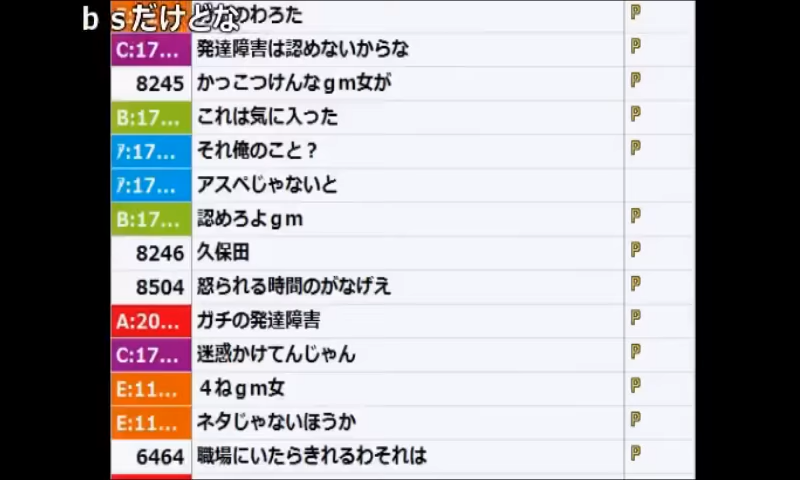 ｂｓだけどな
のわろた
C:17... 発達障害は認めないからな P
8245 かっこつけんなｇｍ女が P
B:17... これは気に入った P
ｱ:17... それ俺のこと？ P
ｱ:17... アスペじゃないと
B:17... 認めろよｇｍ P
8246 久保田 P
8504 怒られる時間のがなげえ P
A:20... ガチの発達障害 P
C:17... 迷惑かけてんじゃん P
E:11... ４ねｇｍ女 P
E:11... ネタじゃないほうか P
6464 職場にいたらきれるわそれは P